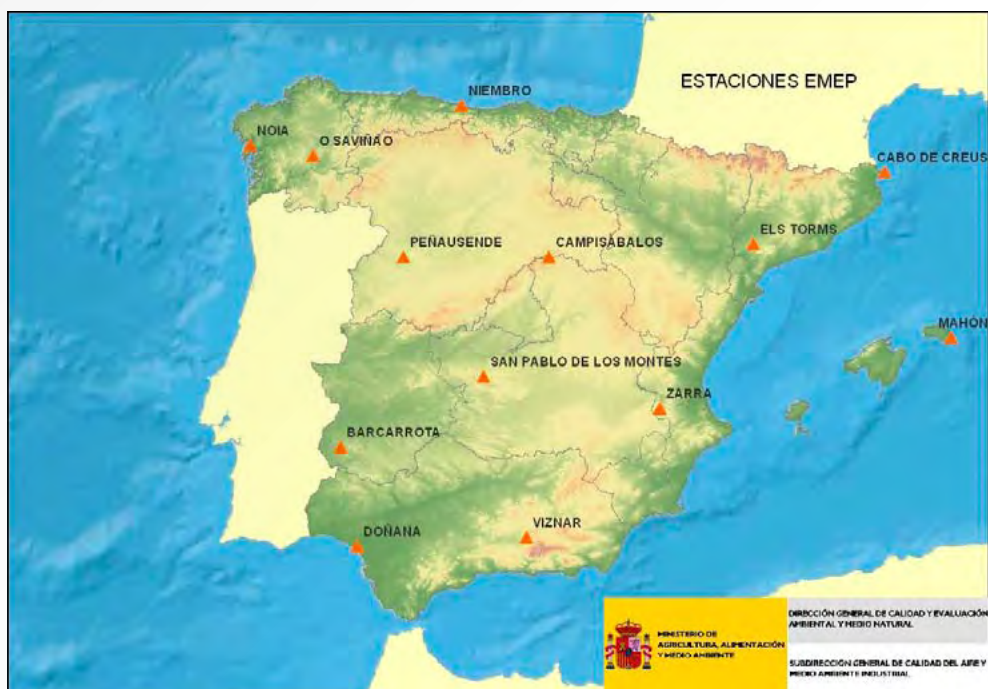 ESTACIONES EMEP
NIEMBRO
NOIA
O SAVIÑAO
CABO DE CREUS
PEÑAUSENDE
CAMPISÁBALOS
ELS TORMS
MAHÓN
SAN PABLO DE LOS MONTES
ZARRA
BARCARROTA
DOÑANA
VIZNAR
MINISTERIO DE
AGRICULTURA, ALIMENTACIÓN
Y MEDIO AMBIENTE
DIRECCIÓN GENERAL DE CALIDAD Y EVALUACIÓN
AMBIENTAL Y MEDIO NATURAL
SUBDIRECCIÓN GENERAL DE CALIDAD DEL AIRE Y
MEDIO AMBIENTE INDUSTRIAL